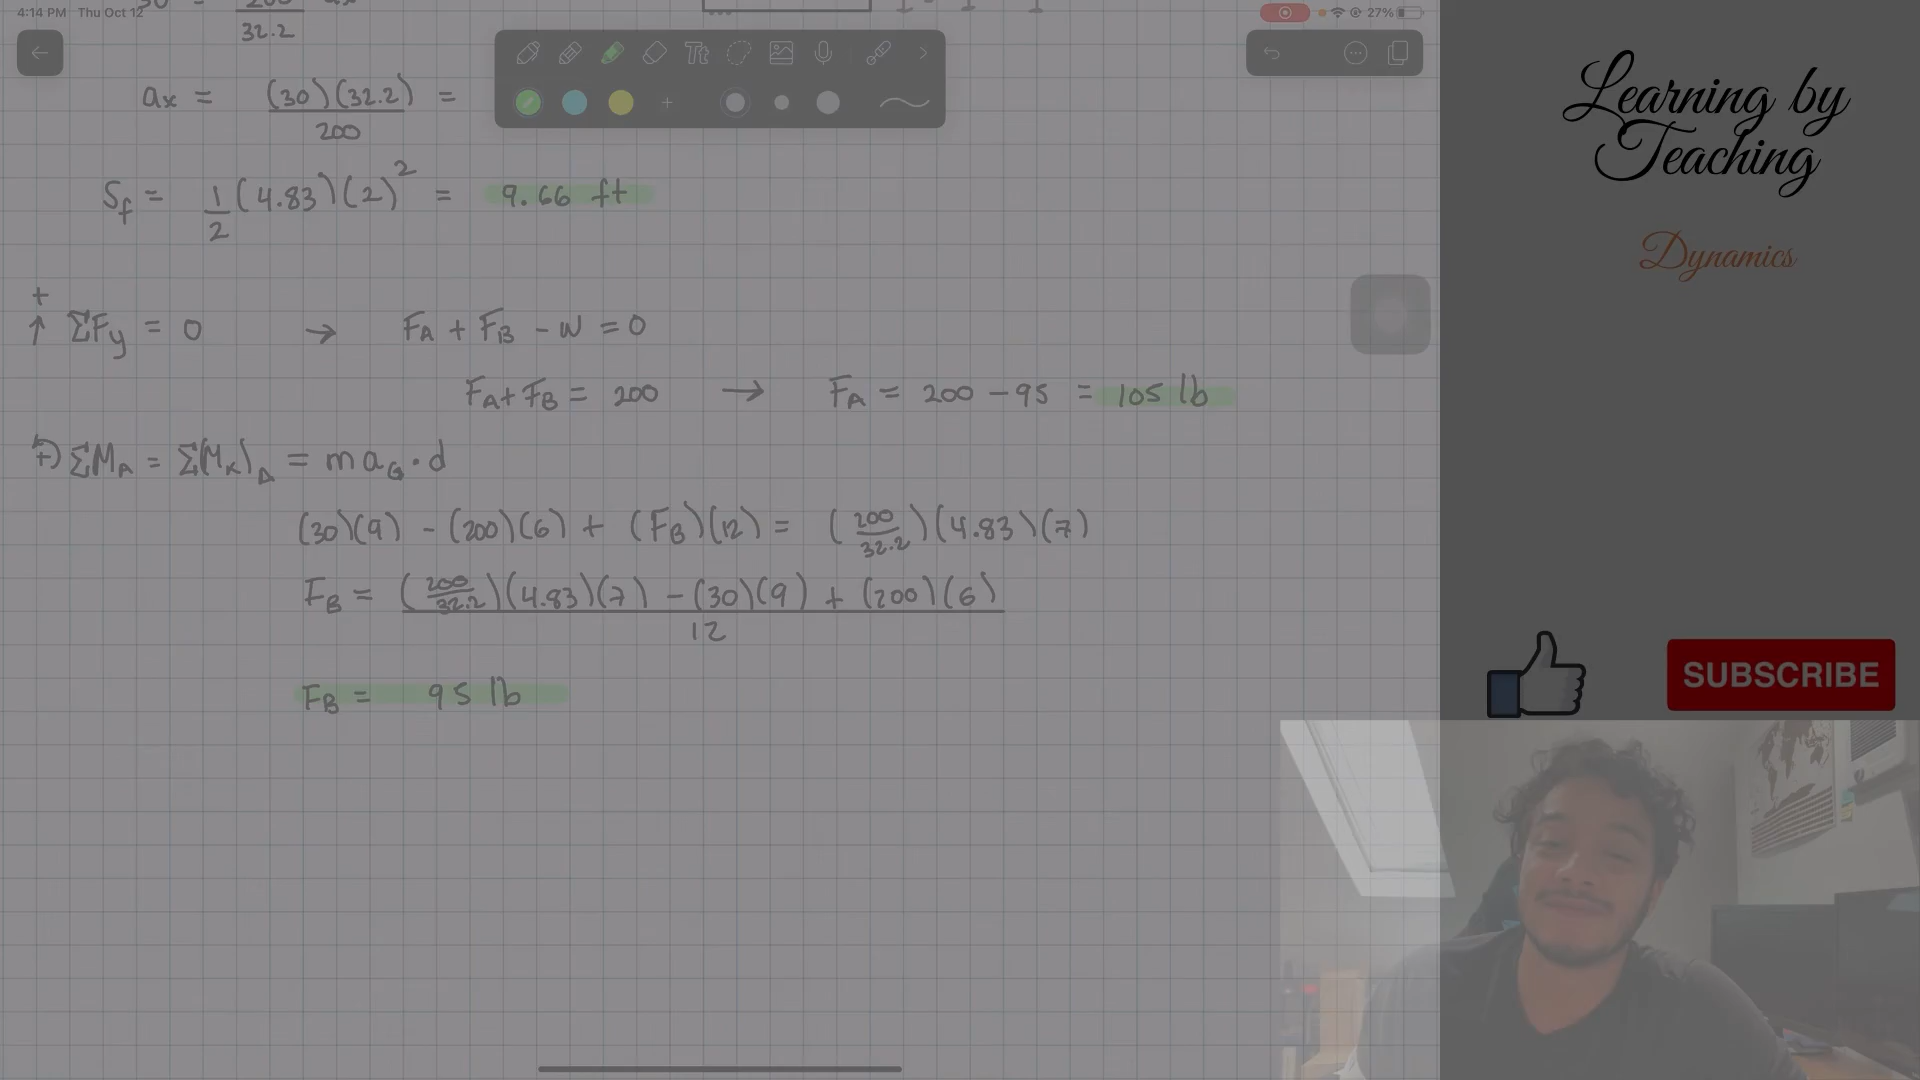 4:14 PM Thu Oct 12
27%
32.2
ax = (30)(32.2) / 200 =
Tt
Sf = 1/2 (4.83)(2)² = 9.66 ft
+↑ ΣFy = 0 → FA + FB - W = 0
FA + FB = 200 → FA = 200 - 95 = 105 lb
ΣMA = Σ(Mk)A = m aG · d
(30)(9) - (200)(6) + (FB)(12) = (200/32.2)(4.83)(7)
FB = (200/32.2)(4.83)(7) - (30)(9) + (200)(6) / 12
FB = 95 lb
Learning by
Teaching
Dynamics
SUBSCRIBE